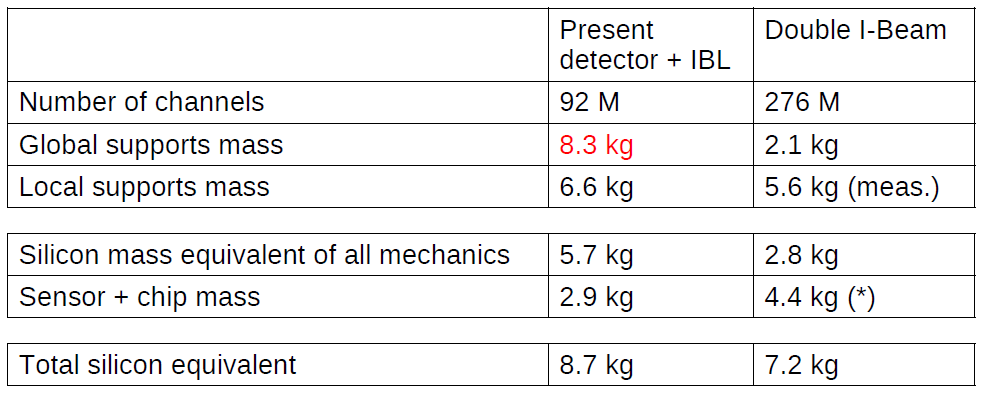 Present Double I-Beam
detector + IBL
Number of channels 92 M 276 M
Global supports mass 8.3 kg 2.1 kg
Local supports mass 6.6 kg 5.6 kg (meas.)
Silicon mass equivalent of all mechanics 5.7 kg 2.8 kg
Sensor + chip mass 2.9 kg 4.4 kg (*)
Total silicon equivalent 8.7 kg 7.2 kg